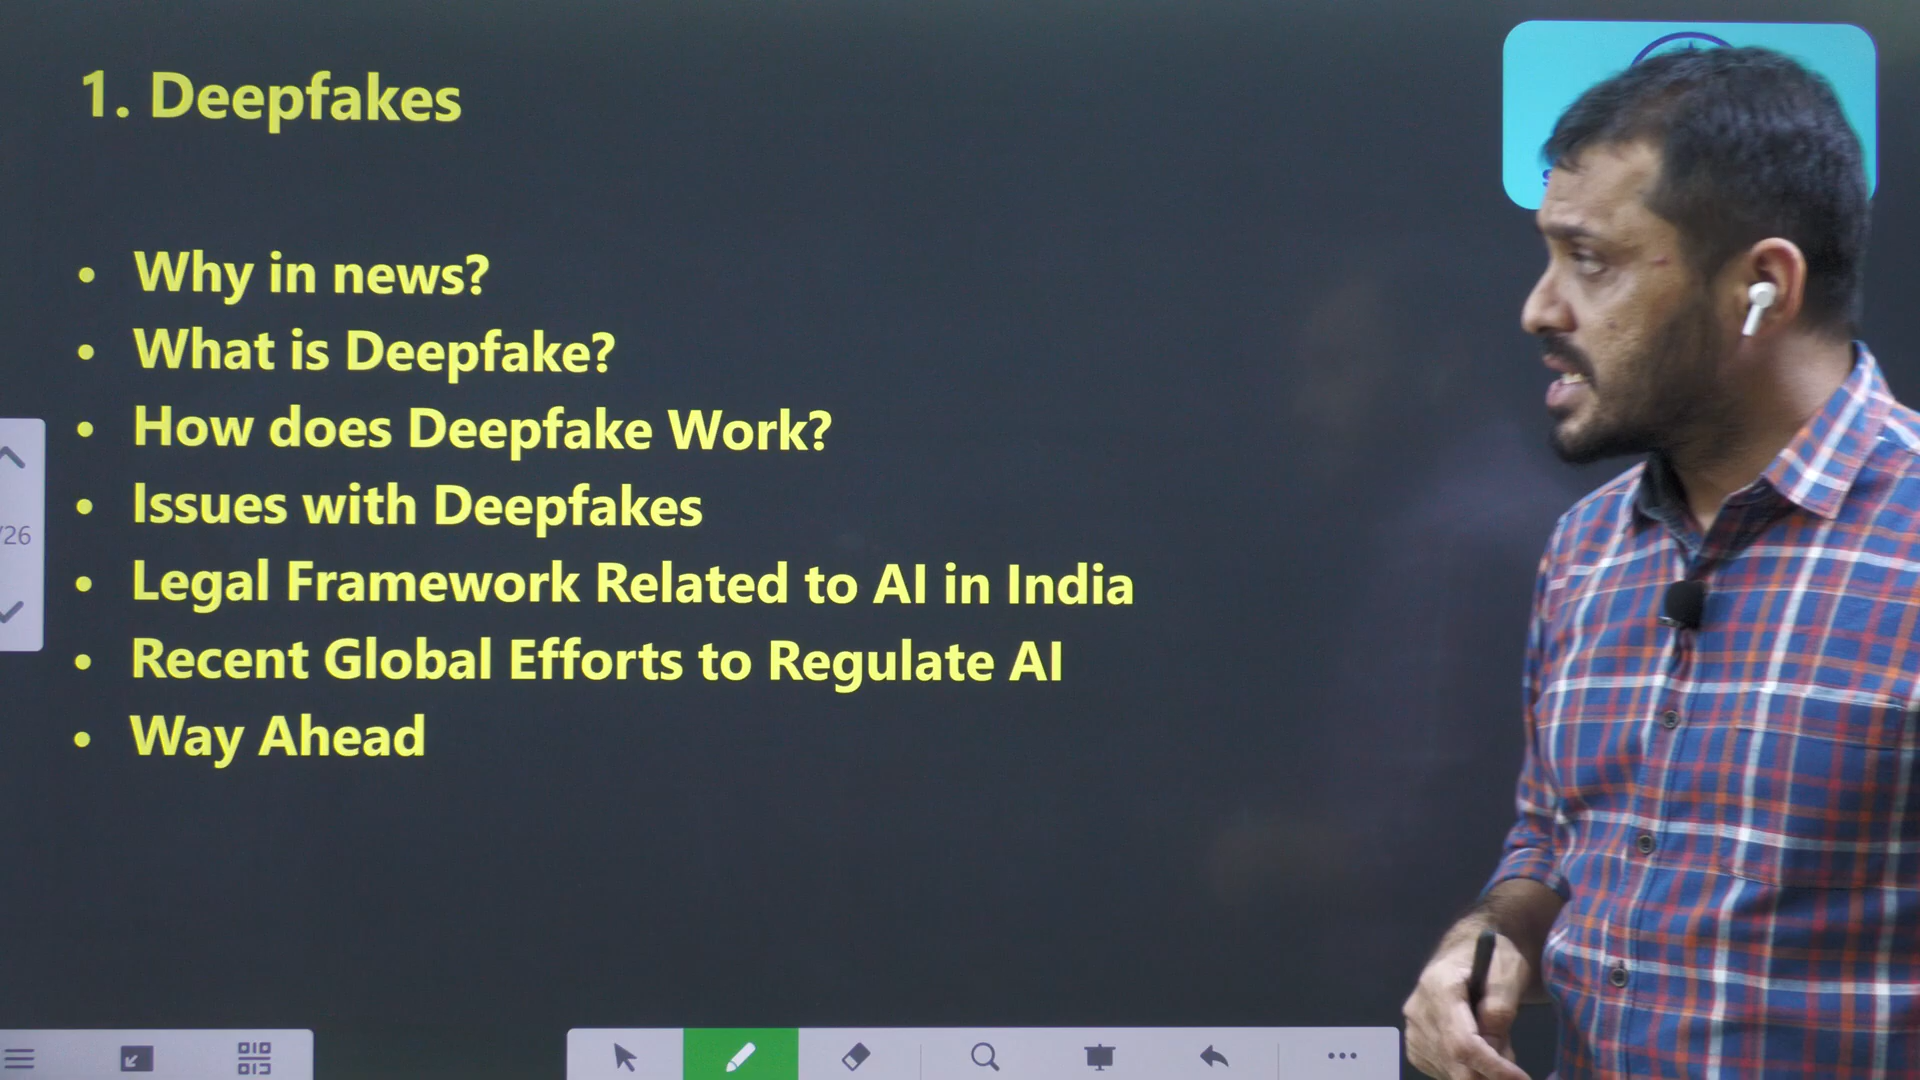 1. Deepfakes
• Why in news?
• What is Deepfake?
• How does Deepfake Work?
• Issues with Deepfakes
• Legal Framework Related to AI in India
• Recent Global Efforts to Regulate AI
• Way Ahead
/26